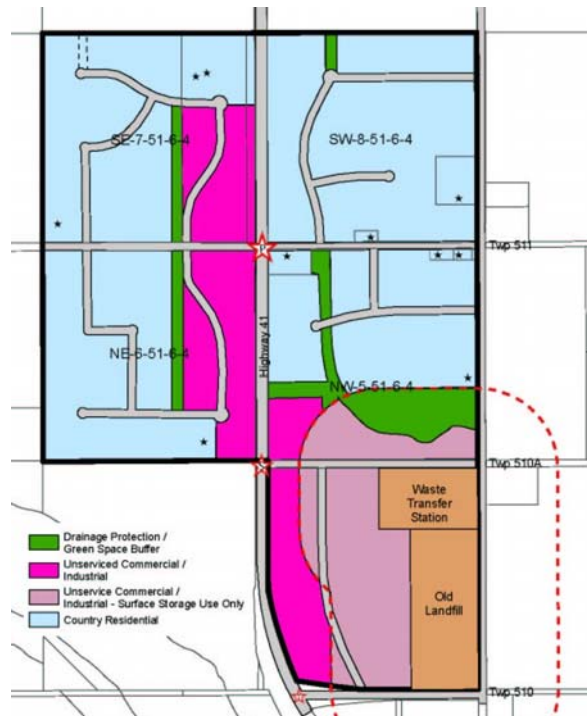 SE-7-51-6-4
SW-8-51-6-4
Twp 511
Highway 41
NE-6-51-6-4
NW-5-51-6-4
Twp 510A
Waste
Transfer
Station
Drainage Protection /
Green Space Buffer
Unserviced Commercial /
Industrial
Unservice Commercial /
Industrial - Surface Storage Use Only
Country Residential
Old
Landfill
Twp 510